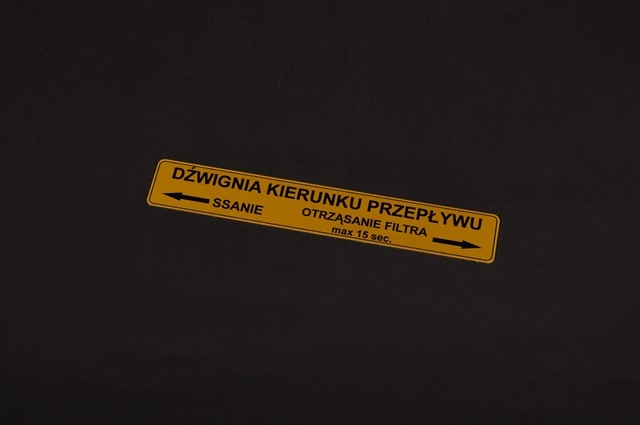 DŹWIGNIA KIERUNKU PRZEPŁYWU
SSANIE
OTRZĄSANIE FILTRA
max 15 sec.